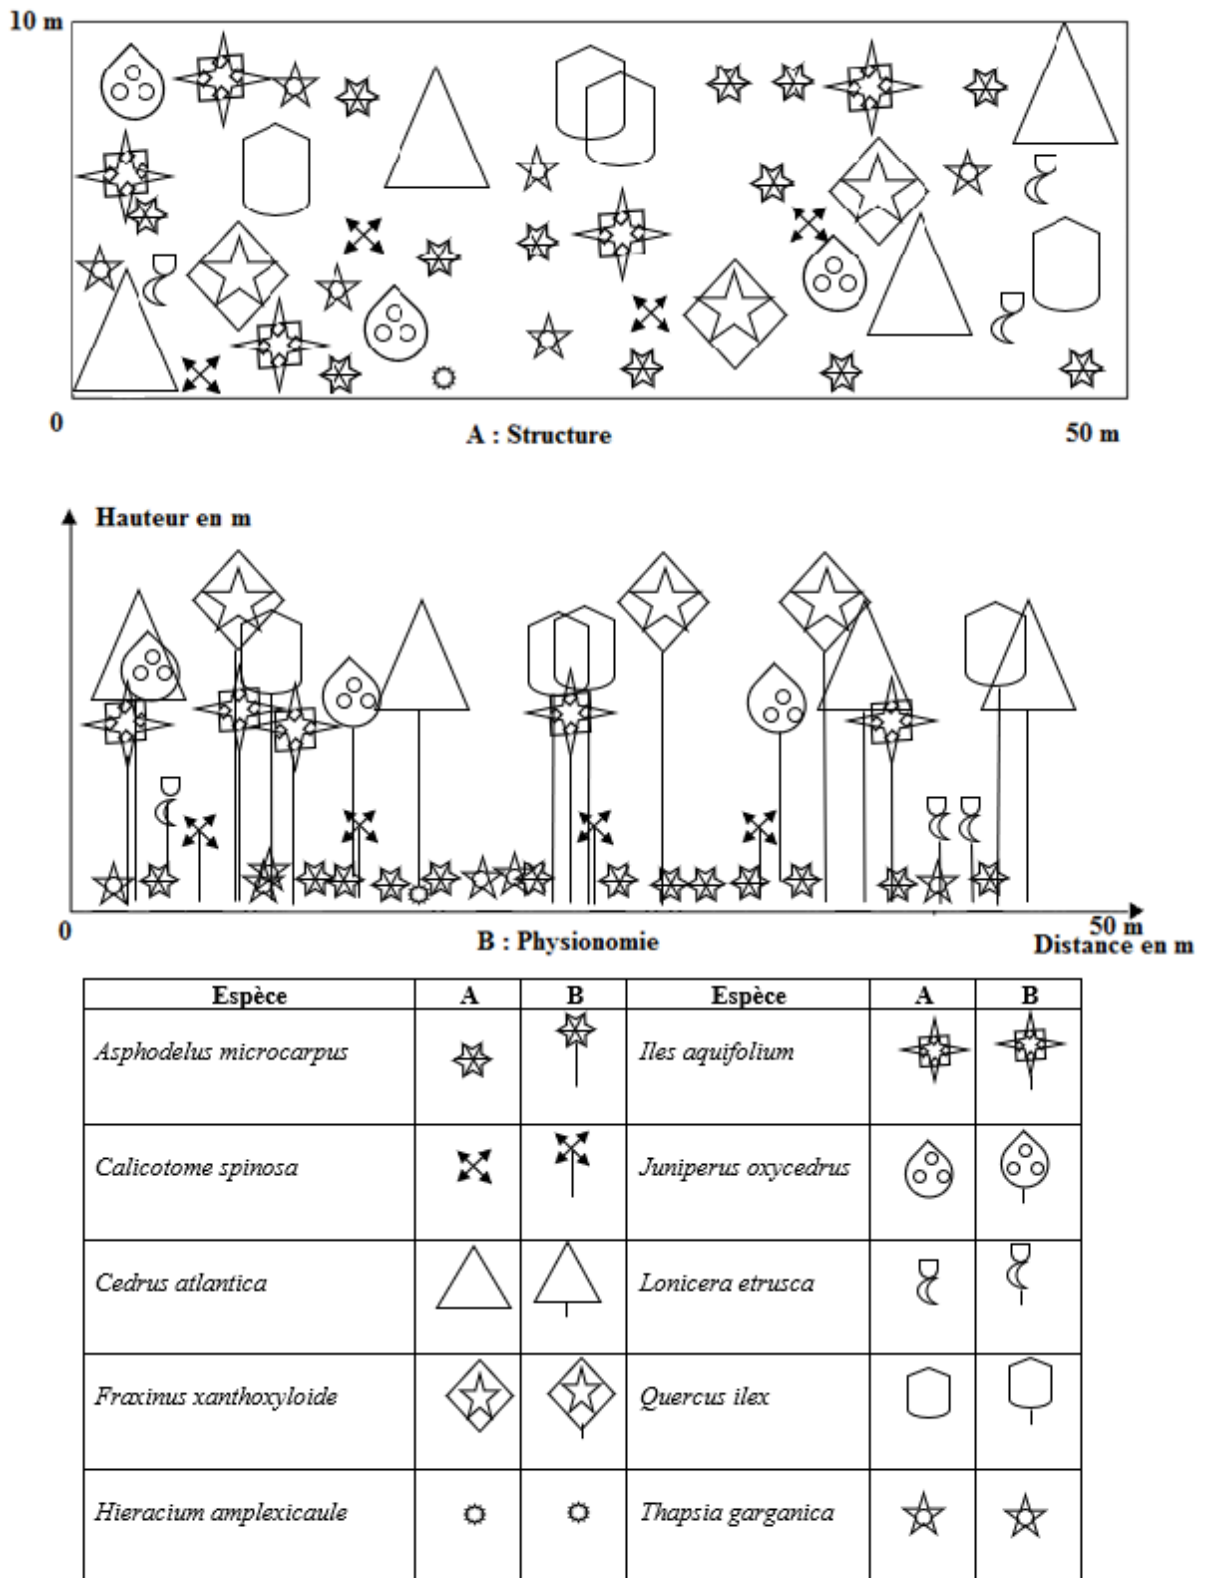 10 m
0
A : Structure
50 m
Hauteur en m
0
B : Physionomie
50 m
Distance en m
Espèce A B Espèce A B
Asphodelus microcarpus Iles aquifolium
Calicotome spinosa Juniperus oxycedrus
Cedrus atlantica Lonicera etrusca
Fraxinus xanthoxyloide Quercus ilex
Hieracium amplexicaule Thapsia garganica